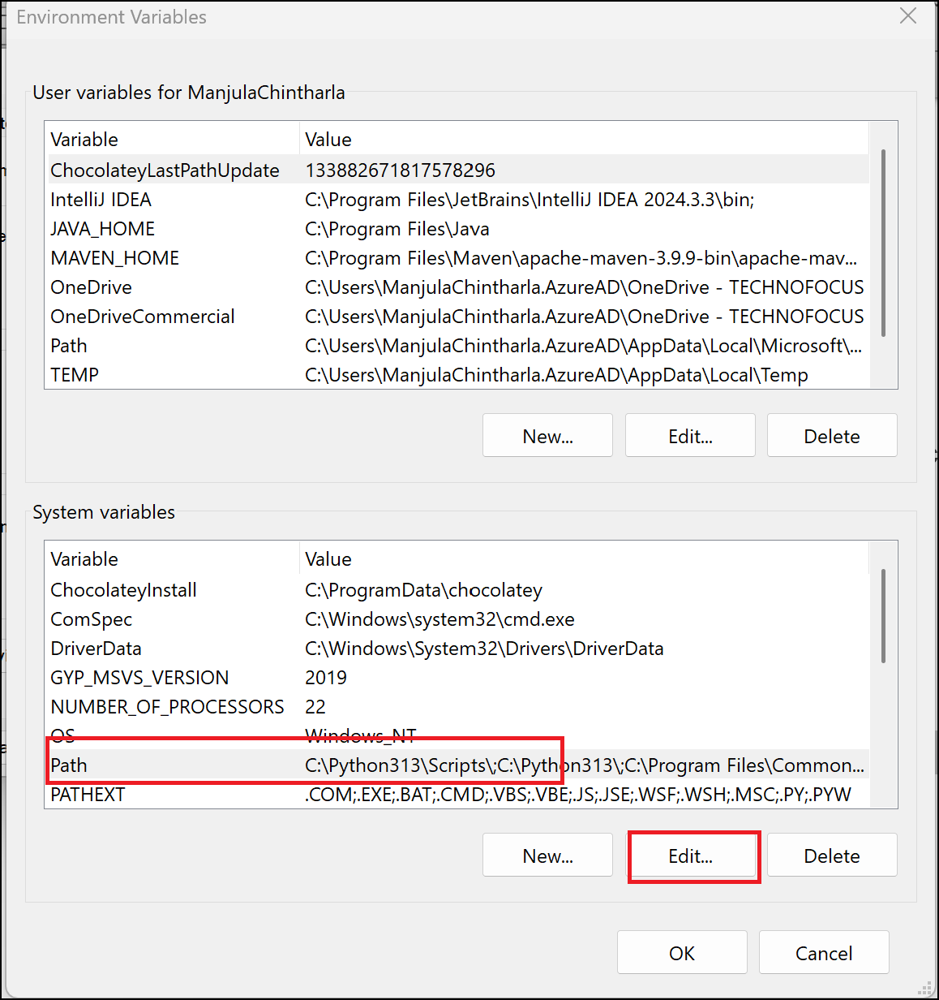 Environment Variables
User variables for ManjulaChintharla
Variable Value
ChocolateyLastPathUpdate 133882671817578296
IntelliJ IDEA C:\Program Files\JetBrains\IntelliJ IDEA 2024.3.3\bin;
JAVA_HOME C:\Program Files\Java
MAVEN_HOME C:\Program Files\Maven\apache-maven-3.9.9-bin\apache-mav...
OneDrive C:\Users\ManjulaChintharla.AzureAD\OneDrive - TECHNOFOCUS
OneDriveCommercial C:\Users\ManjulaChintharla.AzureAD\OneDrive - TECHNOFOCUS
Path C:\Users\ManjulaChintharla.AzureAD\AppData\Local\Microsoft\...
TEMP C:\Users\ManjulaChintharla.AzureAD\AppData\Local\Temp
New... Edit... Delete
System variables
Variable Value
ChocolateyInstall C:\ProgramData\chocolatey
ComSpec C:\Windows\system32\cmd.exe
DriverData C:\Windows\System32\Drivers\DriverData
GYP_MSVS_VERSION 2019
NUMBER_OF_PROCESSORS 22
OS Windows_NT
Path C:\Python313\Scripts\;C:\Python313\;C:\Program Files\Common...
PATHEXT .COM;.EXE;.BAT;.CMD;.VBS;.VBE;.JS;.JSE;.WSF;.WSH;.MSC;.PY;.PYW
New... Edit... Delete
OK Cancel